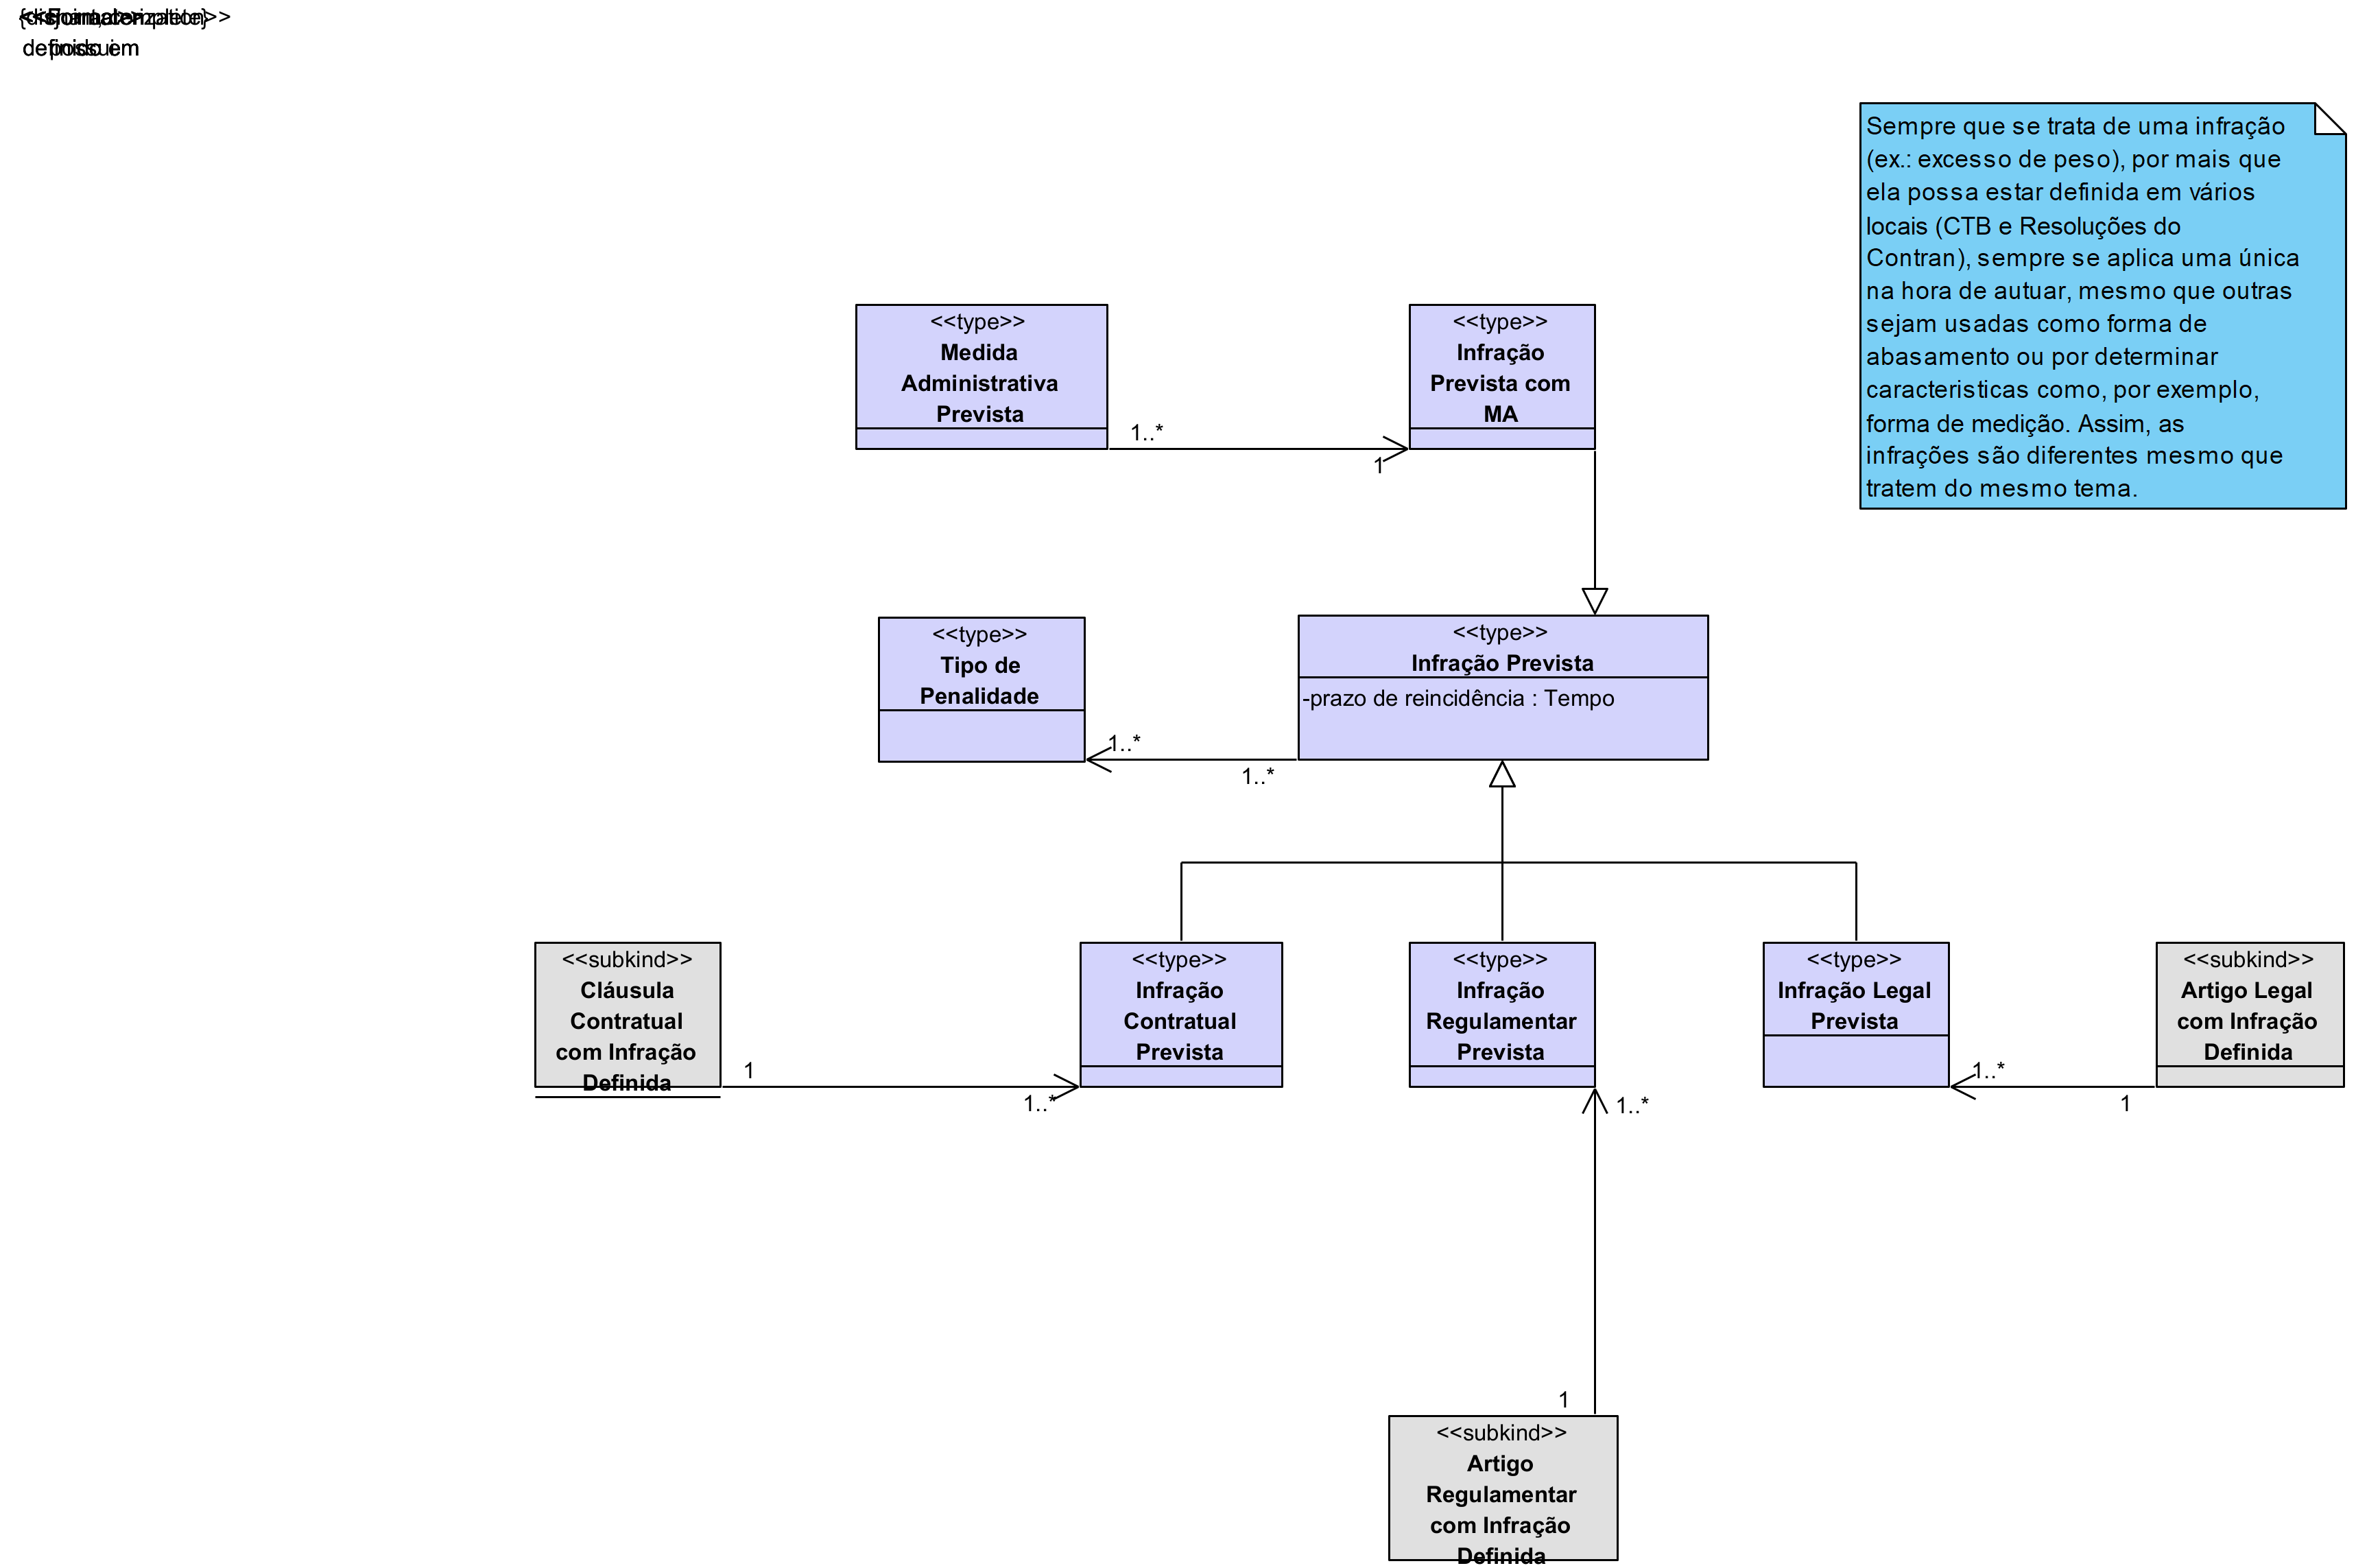 Sempre que se trata de uma infração
(ex.: excesso de peso), por mais que
ela possa estar definida em vários
locais (CTB e Resoluções do
Contran), sempre se aplica uma única
na hora de autuar, mesmo que outras
sejam usadas como forma de
abasamento ou por determinar
caracteristicas como, por exemplo,
forma de medição. Assim, as
infrações são diferentes mesmo que
tratem do mesmo tema.
<<type>>
Medida
Administrativa
Prevista
<<type>>
Infração
Prevista com
MA
1..*
1
<<type>>
Tipo de
Penalidade
<<type>>
Infração Prevista
-prazo de reincidência : Tempo
1..*
1..*
<<subkind>>
Cláusula
Contratual
com Infração
Definida
<<type>>
Infração
Contratual
Prevista
<<type>>
Infração
Regulamentar
Prevista
<<type>>
Infração Legal
Prevista
<<subkind>>
Artigo Legal
com Infração
Definida
1
1..*
1..*
1..*
1
1
<<subkind>>
Artigo
Regulamentar
com Infração
Definida